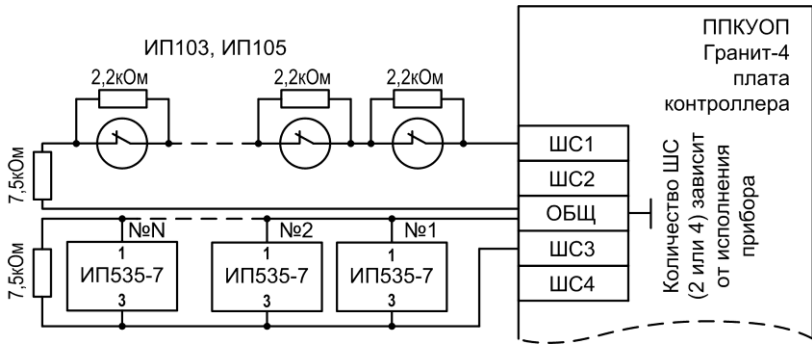 ИП103, ИП105
2,2кОм
2,2кОм
2,2кОм
7,5кОм
ППКУОП
Гранит-4
плата
контроллера
ШС1
ШС2
ОБЩ
ШС3
ШС4
Количество ШС
(2 или 4) зависит
от исполнения
прибора
7,5кОм
№N
№2
№1
1
ИП535-7
3
1
ИП535-7
3
1
ИП535-7
3